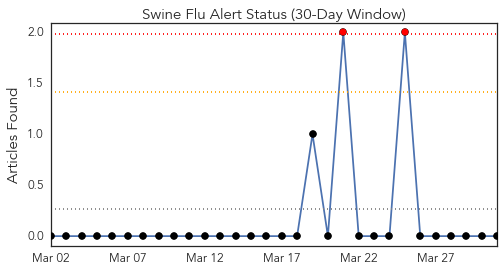 Swine Flu Alert Status (30-Day Window)
Articles Found
2.0
1.5
1.0
0.5
0.0
Mar 02 Mar 07 Mar 12 Mar 17 Mar 22 Mar 27